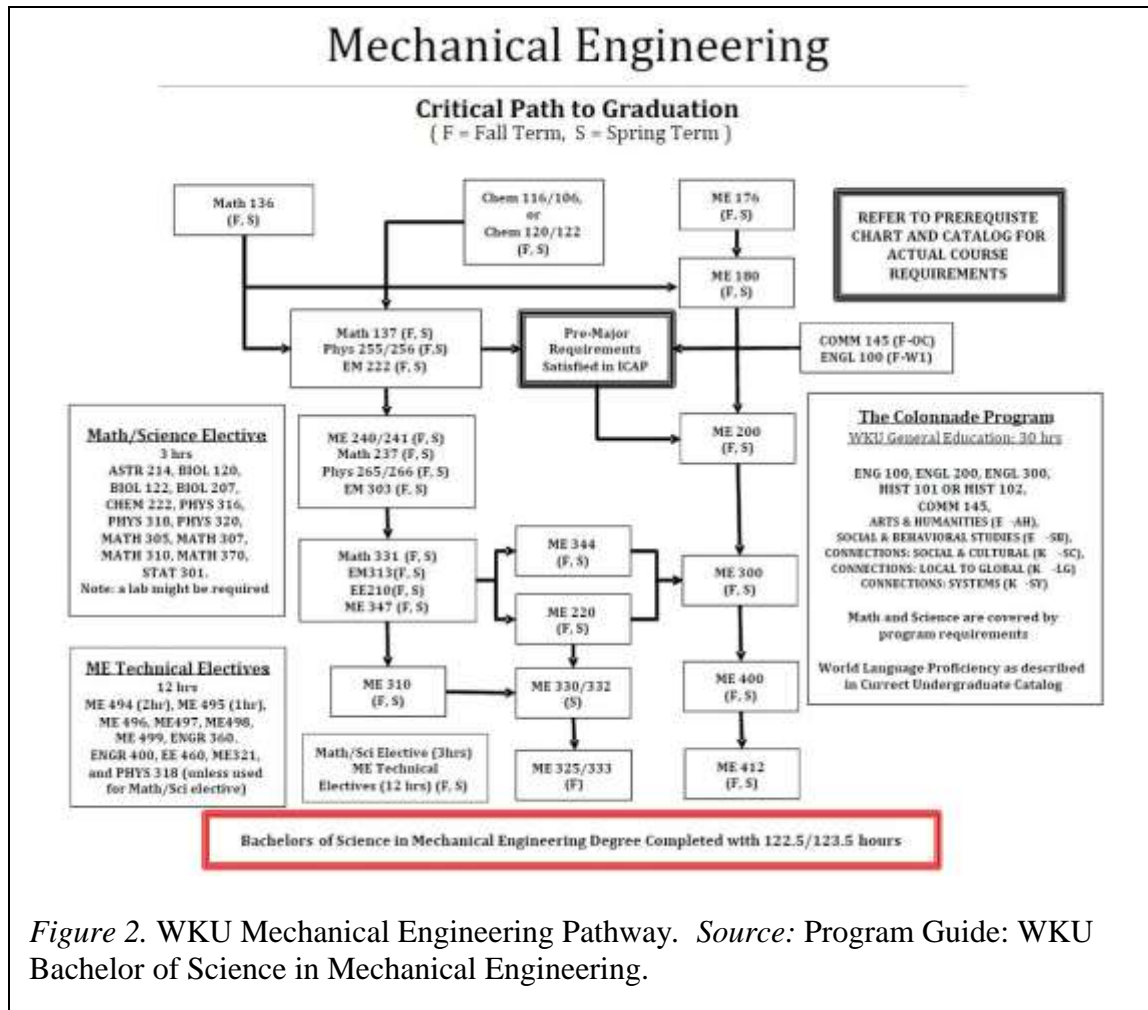 Mechanical Engineering
Critical Path to Graduation
( F = Fall Term, S = Spring Term )
Math 136
(F, S)
Chem 116/106,
or
Chem 120/122
(F, S)
ME 176
(F, S)
REFER TO PREREQUISTE
CHART AND CATALOG FOR
ACTUAL COURSE
REQUIREMENTS
ME 180
(F, S)
Math 137 (F, S)
Phys 255/256 (F,S)
EM 222 (F, S)
Pre-Major
Requirements
Satisfied in ICAP
COMM 145 (F-OC)
ENGL 100 (F-W1)
Math/Science Elective
3 hrs
ASTR 214, BIOL 120,
BIOL 122, BIOL 207,
CHEM 222, PHYS 316,
PHYS 318, PHYS 320,
MATH 305, MATH 307,
MATH 310, MATH 370,
STAT 301.
Note: a lab might be required
ME 240/241 (F, S)
Math 237 (F, S)
Phys 265/266 (F, S)
EM 303 (F, S)
ME 200
(F, S)
The Colonnade Program
WKU General Education: 30 hrs
ENG 100, ENGL 200, ENGL 300,
HIST 101 OR HIST 102,
COMM 145,
ARTS & HUMANITIES (E -AH),
SOCIAL & BEHAVIORAL STUDIES (E -SB),
CONNECTIONS: SOCIAL & CULTURAL (K -SC),
CONNECTIONS: LOCAL TO GLOBAL (K -LG)
CONNECTIONS: SYSTEMS (K -SY)
Math and Science are covered by
program requirements
World Language Proficiency as described
in Currect Undergraduate Catalog
Math 331 (F, S)
EM313(F, S)
EE210(F, S)
ME 347 (F, S)
ME 344
(F, S)
ME 220
(F, S)
ME 300
(F, S)
ME Technical Electives
12 hrs
ME 494 (2hr), ME 495 (1hr),
ME 496, ME497, ME498,
ME 499, ENGR 360,
ENGR 400, EE 460, ME321,
and PHYS 318 (unless used
for Math/Sci elective)
ME 310
(F, S)
ME 330/332
(S)
ME 400
(F, S)
Math/Sci Elective (3hrs)
ME Technical
Electives (12 hrs) (F, S)
ME 325/333
(F)
ME 412
(F, S)
Bachelors of Science in Mechanical Engineering Degree Completed with 122.5/123.5 hours
Figure 2. WKU Mechanical Engineering Pathway. Source: Program Guide: WKU
Bachelor of Science in Mechanical Engineering.